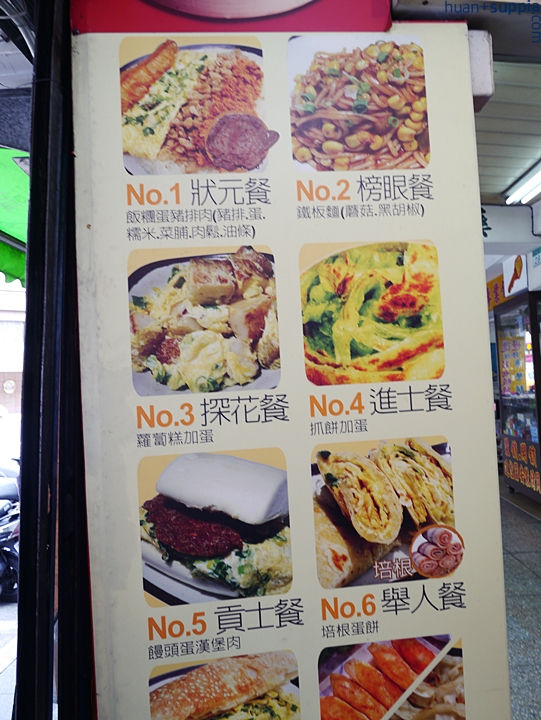 huan+suppia
com
No.1 狀元餐
飯糰蛋豬排肉(豬排.蛋.
糯米.菜脯.肉鬆.油條)
No.2 榜眼餐
鐵板麵(蘑菇.黑胡椒)
No.3 探花餐
蘿蔔糕加蛋
No.4 進士餐
抓餅加蛋
No.5 貢士餐
饅頭蛋漢堡肉
培根
No.6 舉人餐
培根蛋餅